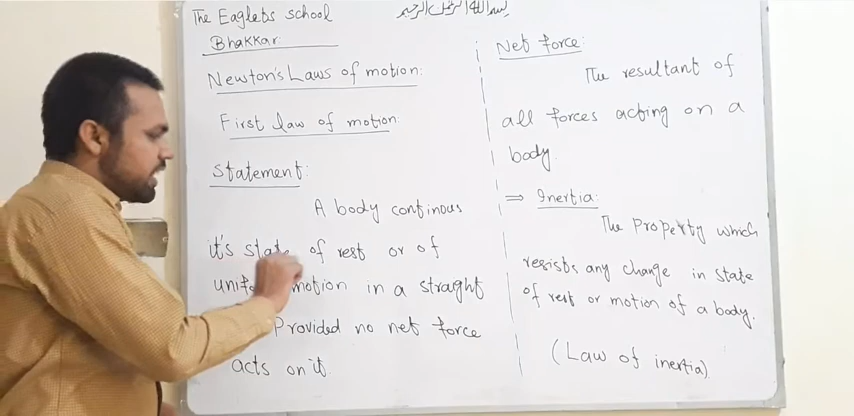 The Eaglets school
بسم الله الرحمن الرحیم
Bhakkar
Newton's Laws of motion:
First law of motion:
Statement:
A body continous
it's state of rest or of
motion in a straight
Provided no net force
acts on it.
Net force:
The resultant of
all forces acting on a
body.
⇒ Inertia:
The Property which
resists any change in state
of rest or motion of a body.
(Law of inertia)